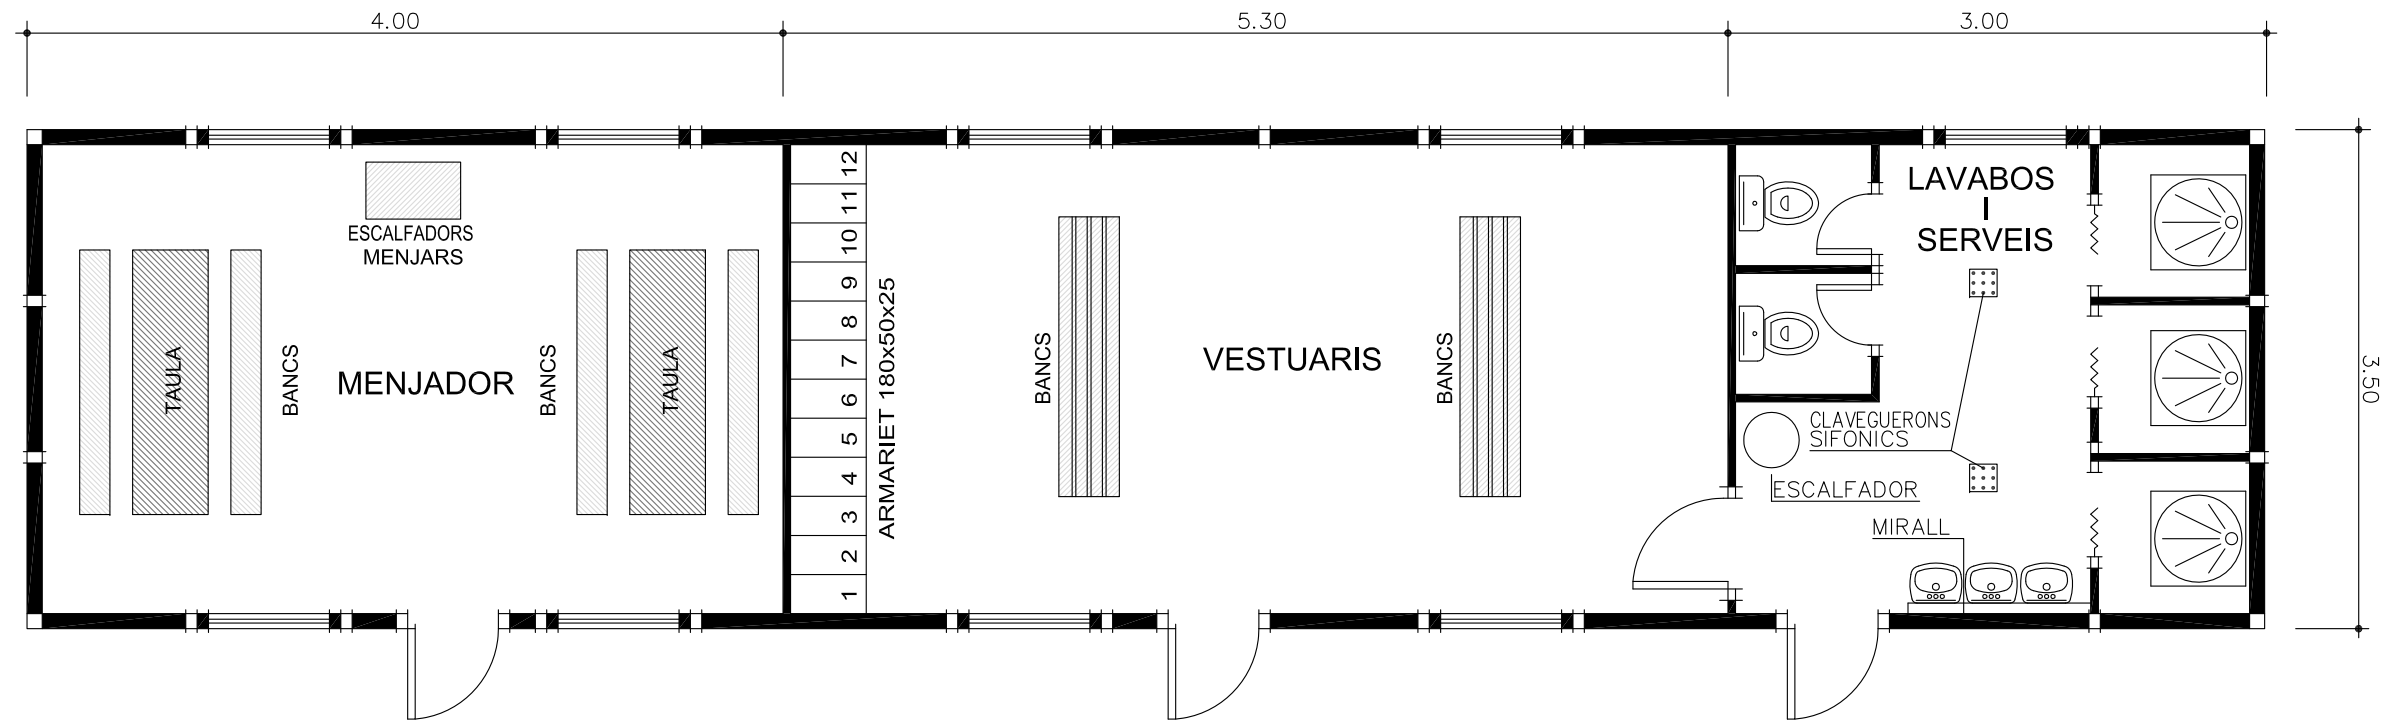 4.00
5.30
3.00
3.50
ESCALFADORS
MENJARS
TAULA
BANCS
MENJADOR
BANCS
TAULA
12
11
10
9
8
7
6
5
4
3
2
1
ARMARIET 180x50x25
BANCS
VESTUARIS
BANCS
LAVABOS
I
SERVEIS
CLAVEGUERONS
SIFONICS
ESCALFADOR
MIRALL